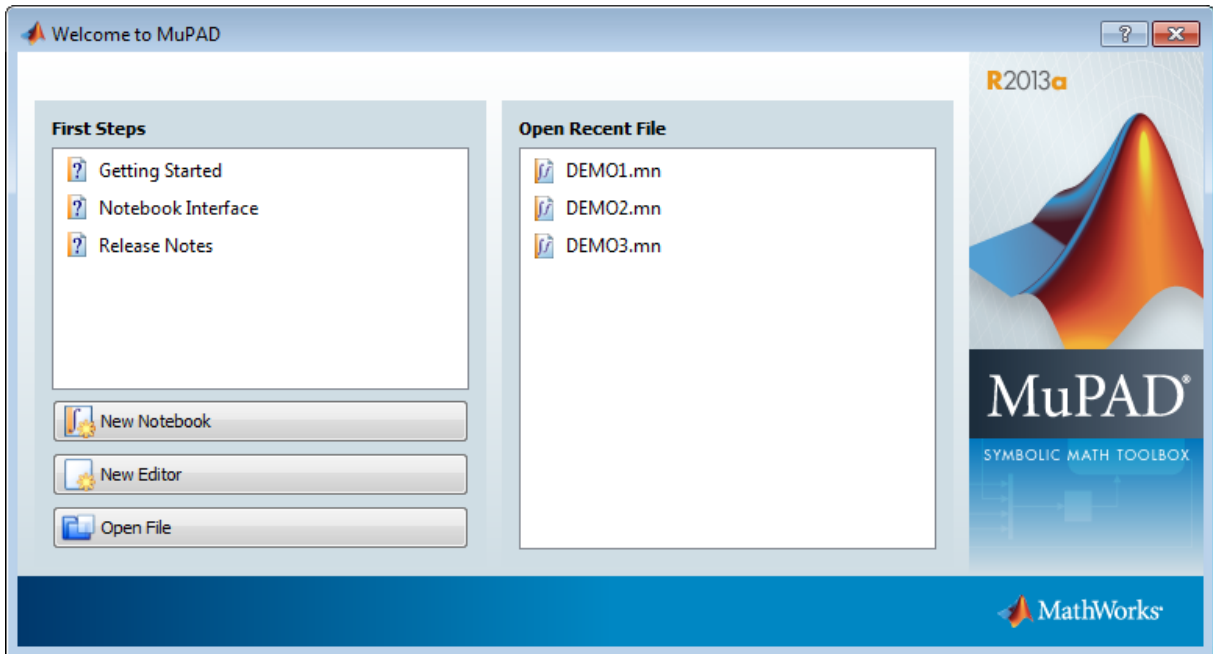 Welcome to MuPAD
R2013a
First Steps
Getting Started
Notebook Interface
Release Notes
New Notebook
New Editor
Open File
Open Recent File
DEMO1.mn
DEMO2.mn
DEMO3.mn
MuPAD®
SYMBOLIC MATH TOOLBOX
MathWorks®